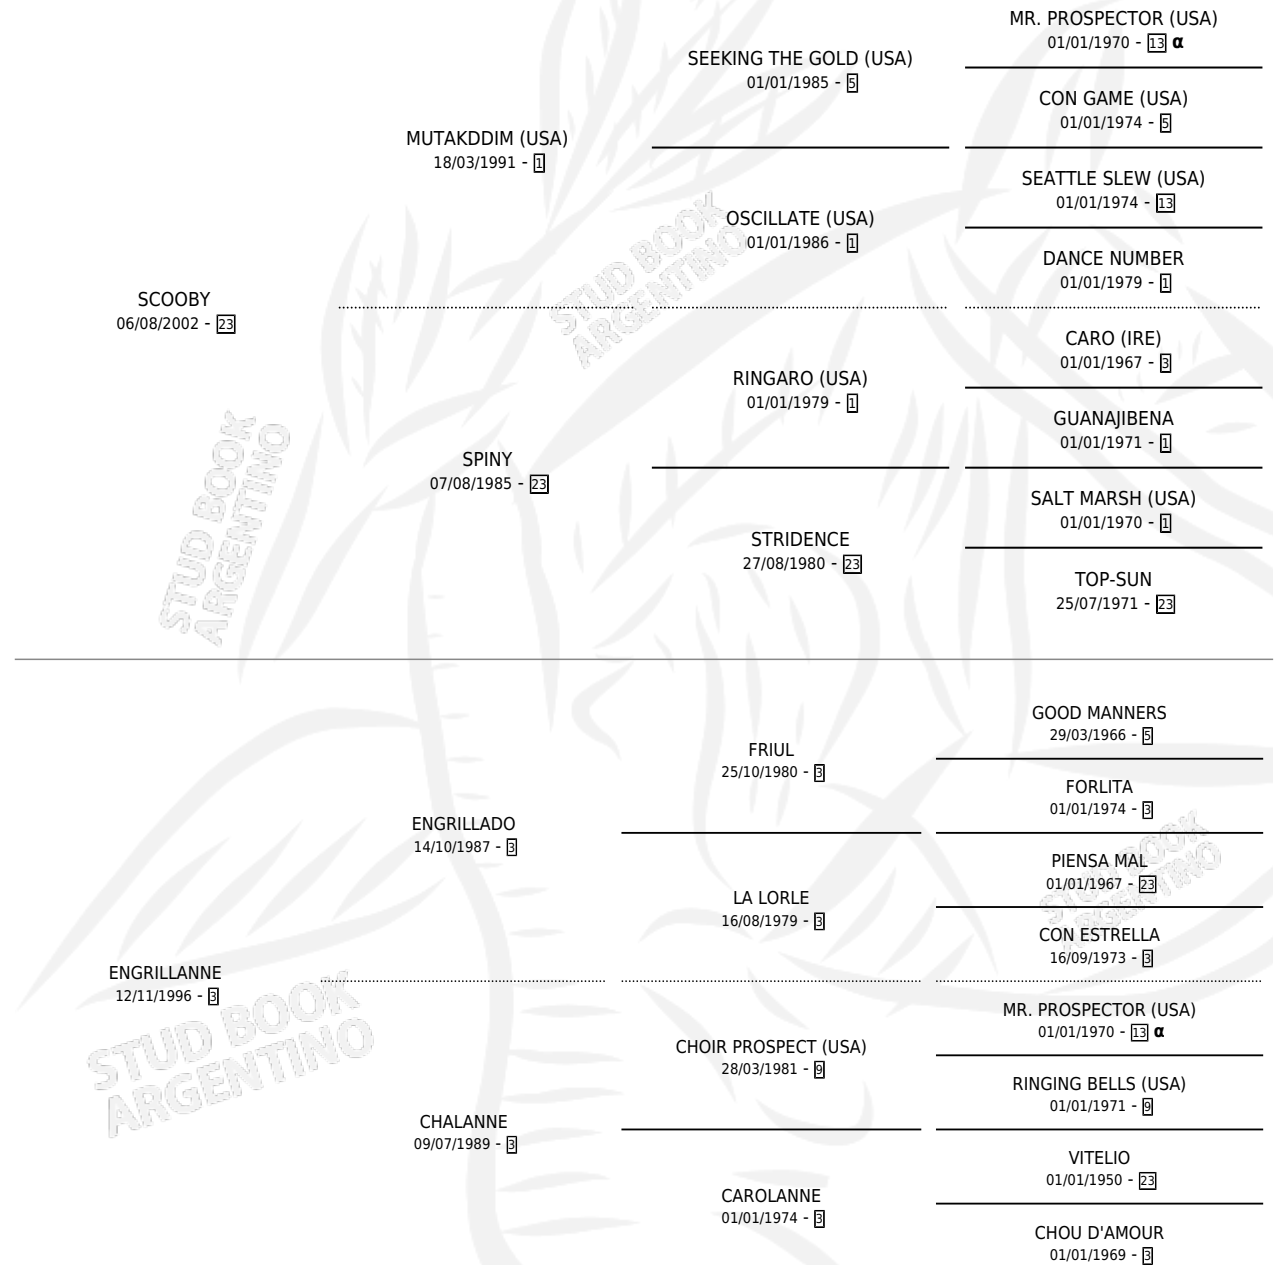 MR. PROSPECTOR (USA)
01/01/1970 - 13 α
SEEKING THE GOLD (USA)
01/01/1985 - 5
CON GAME (USA)
01/01/1974 - 5
MUTAKDDIM (USA)
18/03/1991 - 1
SEATTLE SLEW (USA)
01/01/1974 - 13
OSCILLATE (USA)
01/01/1986 - 1
DANCE NUMBER
01/01/1979 - 1
STUD BOOK
ARGENTINO
SCOOBY
06/08/2002 - 23
CARO (IRE)
01/01/1967 - 3
RINGARO (USA)
01/01/1979 - 1
GUANAJIBENA
01/01/1971 - 1
SPINY
07/08/1985 - 23
STUD BOOK
ARGENTINO
SALT MARSH (USA)
01/01/1970 - 1
STRIDENCE
27/08/1980 - 23
TOP-SUN
25/07/1971 - 23
GOOD MANNERS
29/03/1966 - 5
FRIUL
25/10/1980 - 3
FORLITA
01/01/1974 - 3
ENGRILLADO
14/10/1987 - 3
PIENSA MAL
01/01/1967 - 23
STUD BOOK
ARGENTINO
LA LORLE
16/08/1979 - 3
CON ESTRELLA
16/09/1973 - 3
ENGRILLANNE
12/11/1996 - 3
STUD BOOK
ARGENTINO
MR. PROSPECTOR (USA)
01/01/1970 - 13 α
CHOIR PROSPECT (USA)
28/03/1981 - 9
RINGING BELLS (USA)
01/01/1971 - 9
CHALANNE
09/07/1989 - 3
VITELIO
01/01/1950 - 23
CAROLANNE
01/01/1974 - 3
CHOU D'AMOUR
01/01/1969 - 3